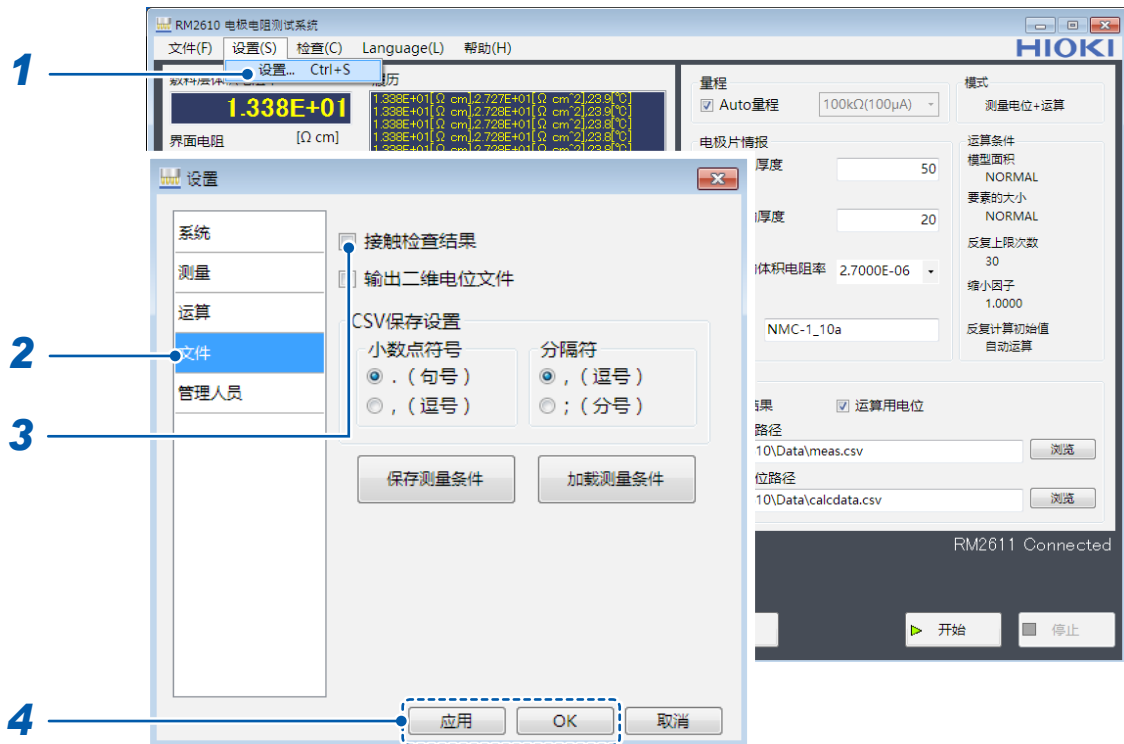 RM2610 电极电阻测试系统
文件(F) 设置(S) 检查(C) Language(L) 帮助(H)
HIOKI
1
设置... Ctrl+S
履历
1.338E+01
1.338E+01[Ω cm],2.727E+01[Ω cm^2],23.9[℃]
1.338E+01[Ω cm],2.728E+01[Ω cm^2],23.9[℃]
1.338E+01[Ω cm],2.728E+01[Ω cm^2],23.8[℃]
1.338E+01[Ω cm],2.728E+01[Ω cm^2],23.8[℃]
界面电阻 [Ω cm]
量程
Auto量程 100kΩ(100μA)
模式
测量电位+运算
电极片情报
厚度 50
厚度 20
体积电阻率 2.7000E-06
NMC-1_10a
运算条件
模型面积
NORMAL
要素的大小
NORMAL
反复上限次数
30
缩小因子
1.0000
反复计算初始值
自动运算
果 运算用电位
路径
10\Data\meas.csv 浏览
位路径
10\Data\calcdata.csv 浏览
RM2611 Connected
开始 停止
设置
系统
测量
运算
2
文件
管理人员
3
接触检查结果
输出二维电位文件
CSV保存设置
小数点符号
. (句号)
, (逗号)
分隔符
, (逗号)
; (分号)
保存测量条件 加载测量条件
4
应用 OK 取消